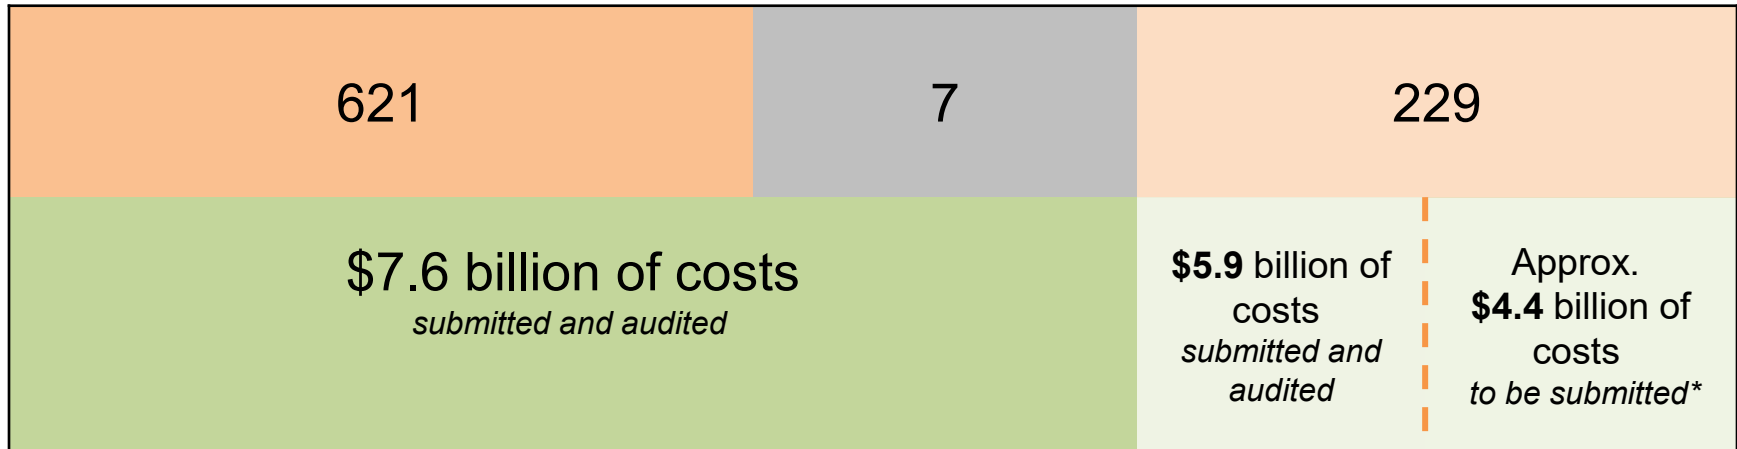 621
7
229
$7.6 billion of costs
submitted and audited
$5.9 billion of
costs
submitted and
audited
Approx.
$4.4 billion of
costs
to be submitted*